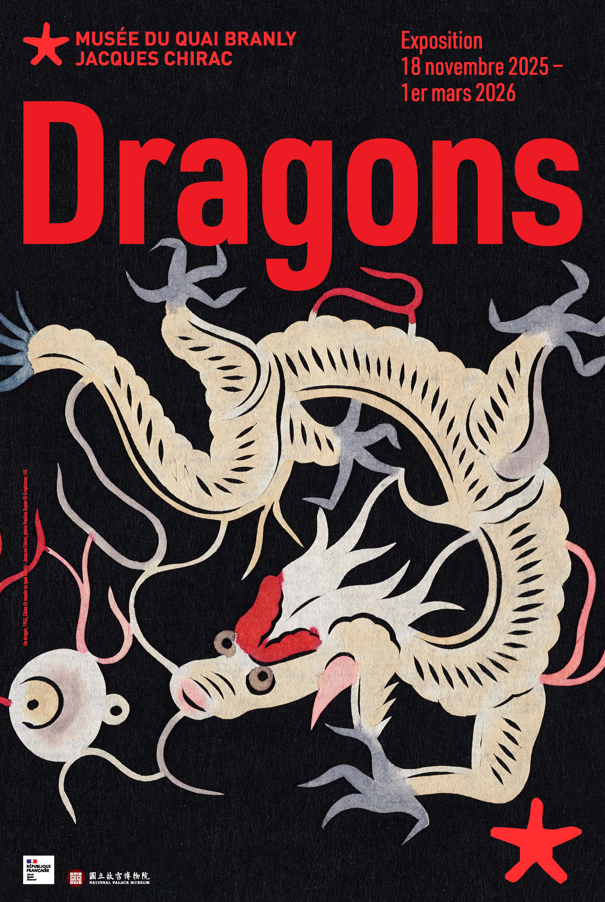 MUSÉE DU QUAI BRANLY
JACQUES CHIRAC
Exposition
18 novembre 2025 –
1er mars 2026
Dragons
RÉPUBLIQUE
FRANÇAISE
國立故宮博物院
NATIONAL PALACE MUSEUM